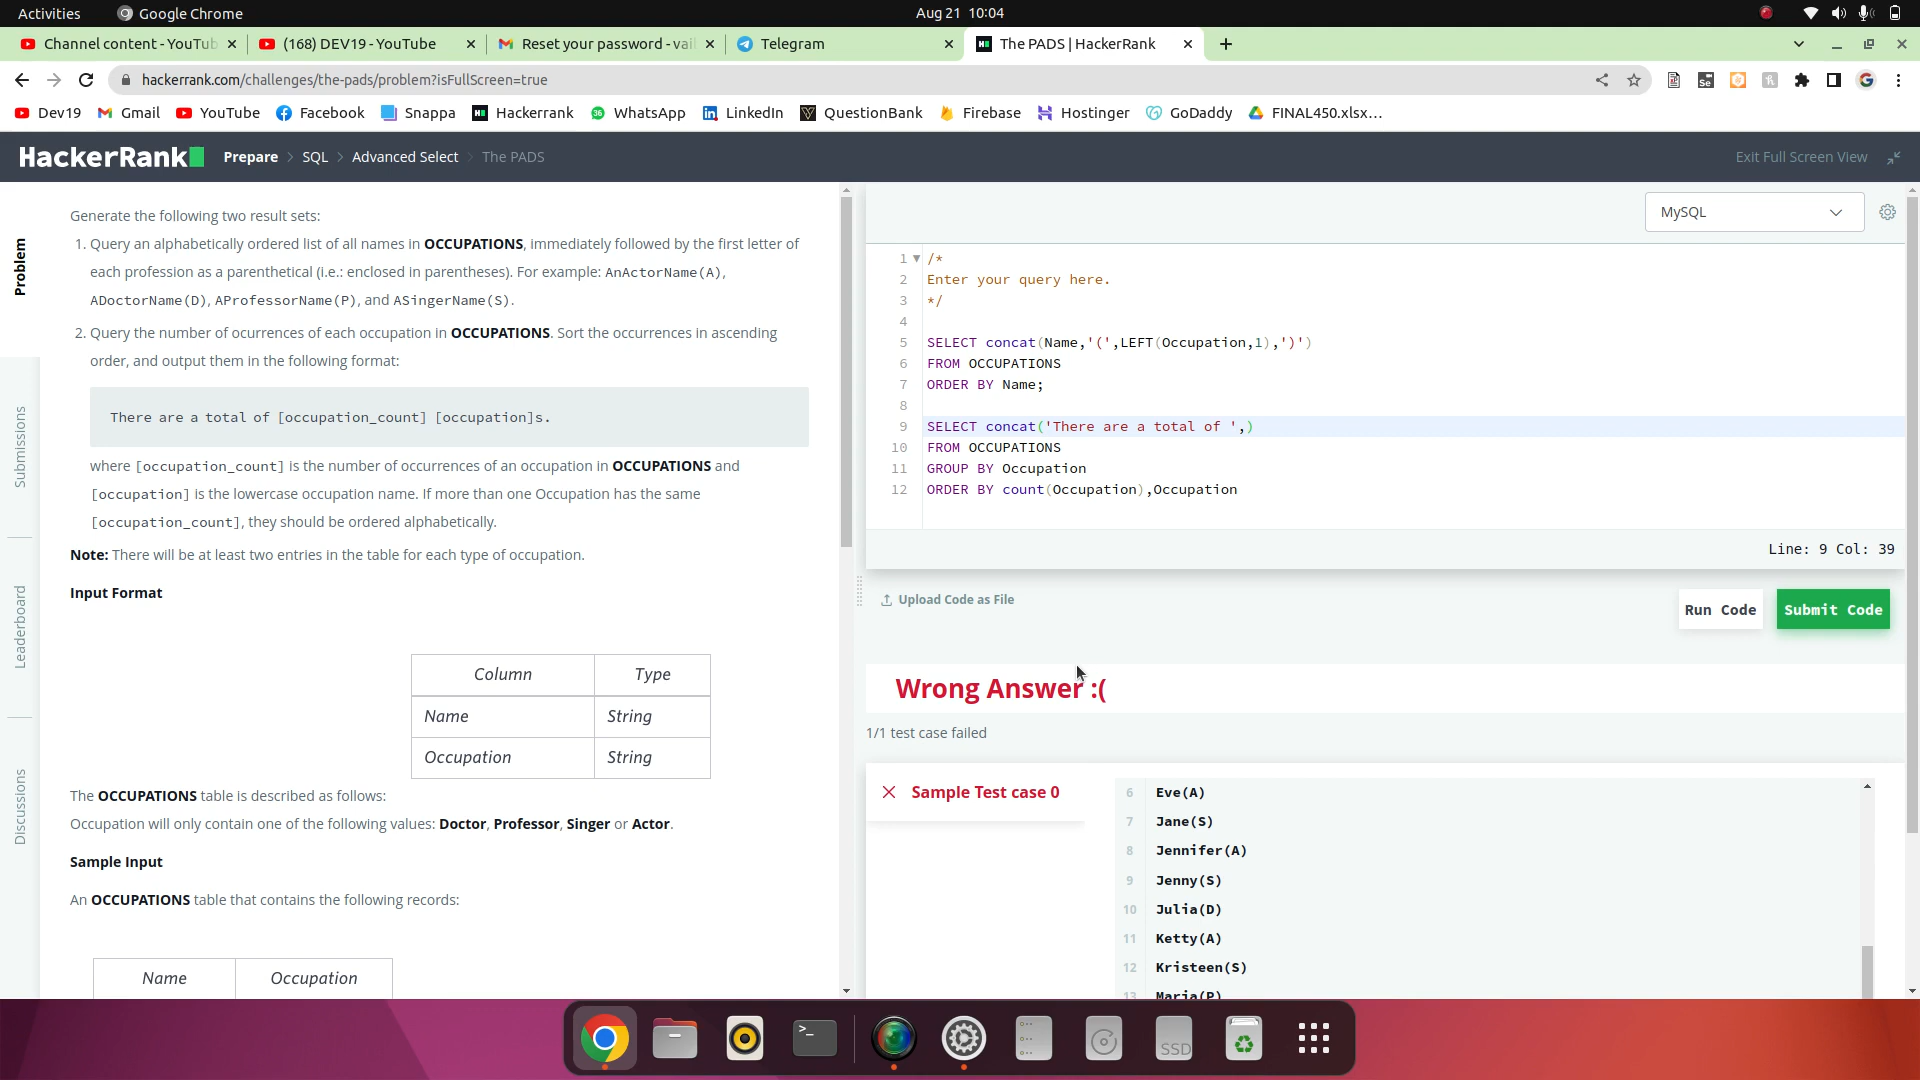 Activities Google Chrome Aug 21 10:04
Channel content - YouTub (168) DEV19 - YouTube Reset your password - vai Telegram The PADS | HackerRank
hackerrank.com/challenges/the-pads/problem?isFullScreen=true
Dev19 Gmail YouTube Facebook Snappa Hackerrank WhatsApp LinkedIn QuestionBank Firebase Hostinger GoDaddy FINAL450.xlsx...
HackerRank Prepare > SQL > Advanced Select > The PADS Exit Full Screen View
Problem
Submissions
Leaderboard
Discussions
Generate the following two result sets:
1. Query an alphabetically ordered list of all names in OCCUPATIONS, immediately followed by the first letter of
each profession as a parenthetical (i.e.: enclosed in parentheses). For example: AnActorName(A),
ADoctorName(D), AProfessorName(P), and ASingerName(S).
2. Query the number of ocurrences of each occupation in OCCUPATIONS. Sort the occurrences in ascending
order, and output them in the following format:
There are a total of [occupation_count] [occupation]s.
where [occupation_count] is the number of occurrences of an occupation in OCCUPATIONS and
[occupation] is the lowercase occupation name. If more than one Occupation has the same
[occupation_count], they should be ordered alphabetically.
Note: There will be at least two entries in the table for each type of occupation.
Input Format
Column Type
Name String
Occupation String
The OCCUPATIONS table is described as follows:
Occupation will only contain one of the following values: Doctor, Professor, Singer or Actor.
Sample Input
An OCCUPATIONS table that contains the following records:
Name Occupation
MySQL
1 /*
2 Enter your query here.
3 */
4
5 SELECT concat(Name,'(',LEFT(Occupation,1),')')
6 FROM OCCUPATIONS
7 ORDER BY Name;
8
9 SELECT concat('There are a total of ',)
10 FROM OCCUPATIONS
11 GROUP BY Occupation
12 ORDER BY count(Occupation),Occupation
Line: 9 Col: 39
Upload Code as File
Run Code Submit Code
Wrong Answer :(
1/1 test case failed
Sample Test case 0
6 Eve(A)
7 Jane(S)
8 Jennifer(A)
9 Jenny(S)
10 Julia(D)
11 Ketty(A)
12 Kristeen(S)
13 Maria(P)
SSD